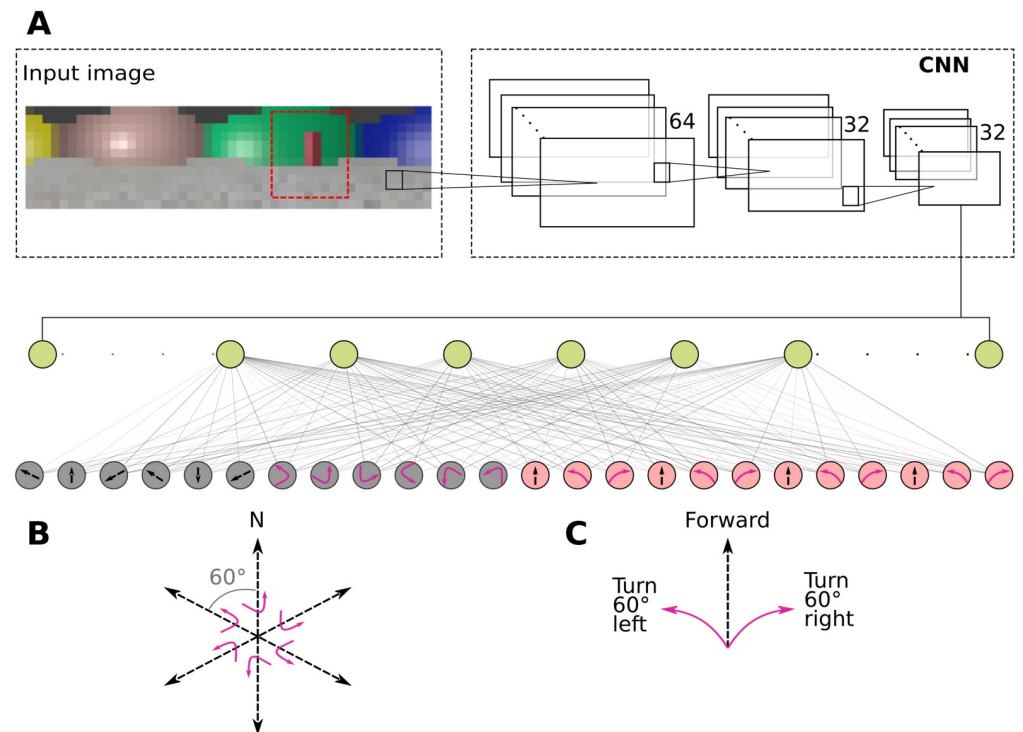 A
Input image
CNN
64
32
32
B
N
60°
C
Forward
Turn
60°
left
Turn
60°
right